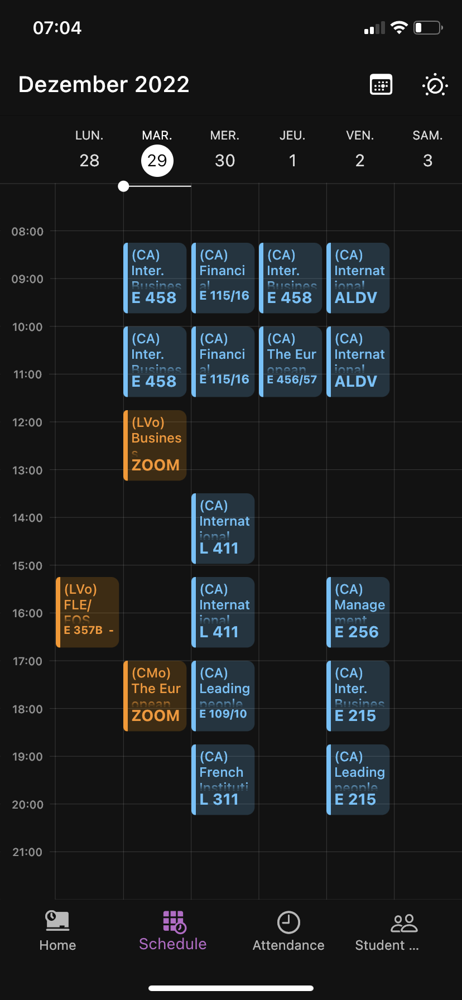 07:04
Dezember 2022
LUN. MAR. MER. JEU. VEN. SAM.
28 29 30 1 2 3
08:00
09:00
10:00
11:00
12:00
13:00
14:00
15:00
16:00
17:00
18:00
19:00
20:00
21:00
(LVo)
FLE/
FOS
E 357B -
(CA)
Inter.
Busines
E 458
(CA)
Inter.
Busines
E 458
(LVo)
Busines
s
ZOOM
(CMo)
The Eur
opean
ZOOM
(CA)
Financi
al
E 115/16
(CA)
Financi
al
E 115/16
(CA)
Internat
ional
L 411
(CA)
Internat
ional
L 411
(CA)
Leading
people
E 109/10
(CA)
French
Instituti
L 311
(CA)
Inter.
Busines
E 458
(CA)
The Eur
opean
E 456/57
(CA)
Internat
ional
ALDV
(CA)
Internat
ional
ALDV
(CA)
Manage
ment
E 256
(CA)
Inter.
Busines
E 215
(CA)
Leading
people
E 215
Home Schedule Attendance Student ...